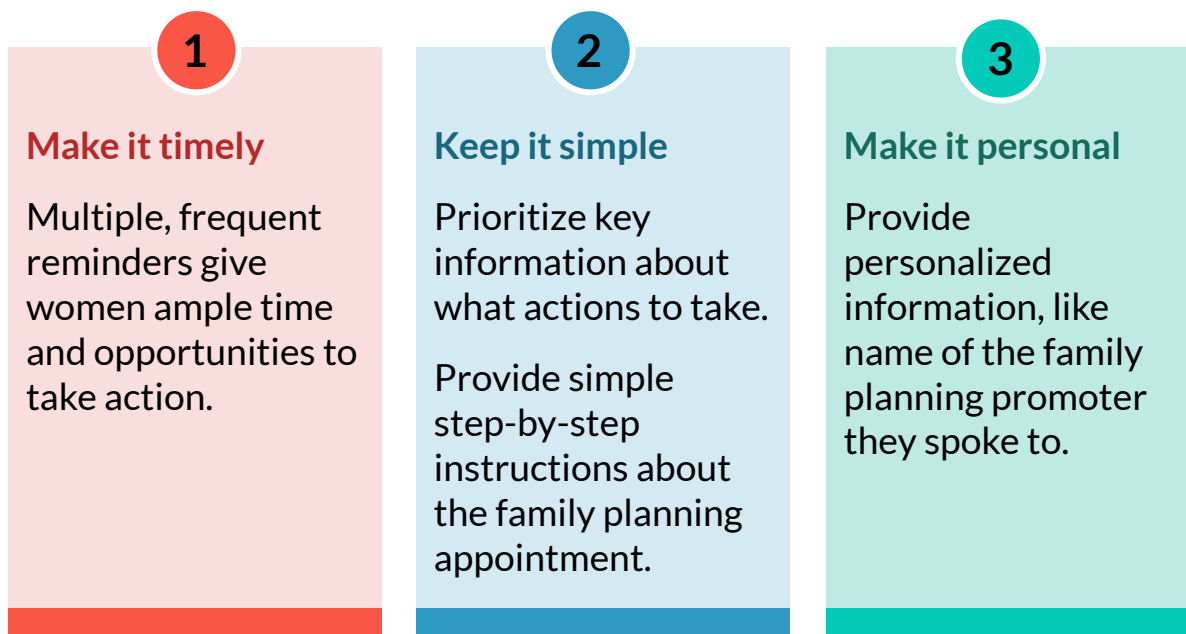 1
Make it timely
Multiple, frequent
reminders give
women ample time
and opportunities to
take action.
2
Keep it simple
Prioritize key
information about
what actions to take.
Provide simple
step-by-step
instructions about
the family planning
appointment.
3
Make it personal
Provide
personalized
information, like
name of the family
planning promoter
they spoke to.